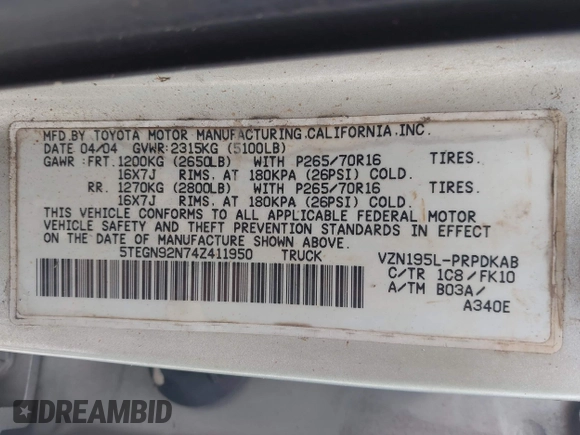 MFD.BY TOYOTA MOTOR MANUFACTURING.CALIFORNIA.INC.
DATE 04/04 GVWR:2315KG (5100LB)
GAWR : FRT. 1200KG (2650LB) WITH P265/70R16 TIRES.
16X7J RIMS. AT 180KPA (26PSI) COLD.
RR. 1270KG (2800LB) WITH P265/70R16 TIRES.
16X7J RIMS. AT 180KPA (26PSI) COLD.
THIS VEHICLE CONFORMS TO ALL APPLICABLE FEDERAL MOTOR
VEHICLE SAFETY AND THEFT PREVENTION STANDARDS IN EFFECT
ON THE DATE OF MANUFACTURE SHOWN ABOVE.
5TEGN92N74Z411950 TRUCK VZN195L-PRPDKAB
C/TR 1C8/FK10
A/TM B03A/
A340E
DREAMBID